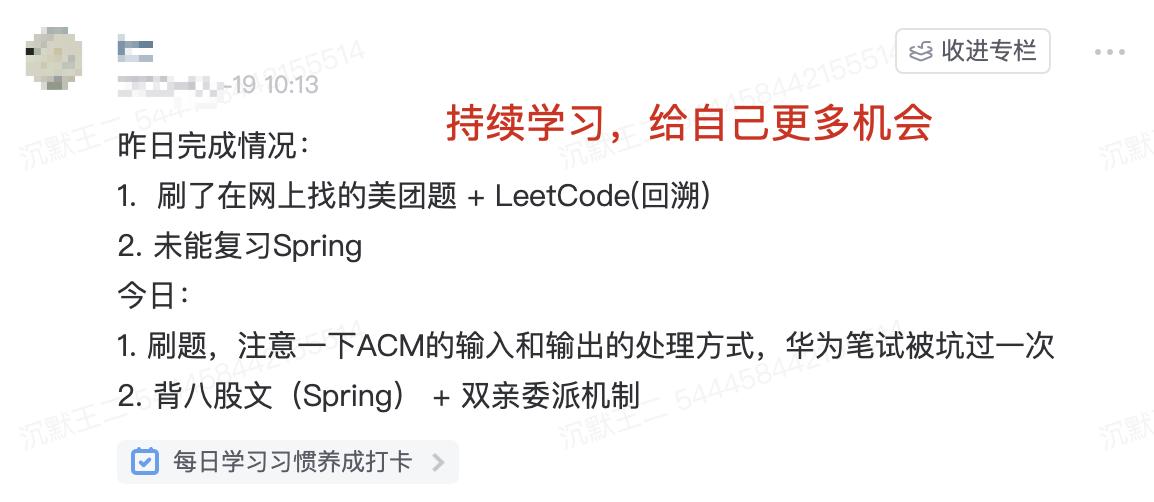 收进专栏
-19 10:13
持续学习，给自己更多机会
昨日完成情况：
1. 刷了在网上找的美团题 + LeetCode(回溯)
2. 未能复习Spring
今日：
1. 刷题，注意一下ACM的输入和输出的处理方式，华为笔试被坑过一次
2. 背八股文（Spring） + 双亲委派机制
每日学习习惯养成打卡
沉默王二 544458442155514